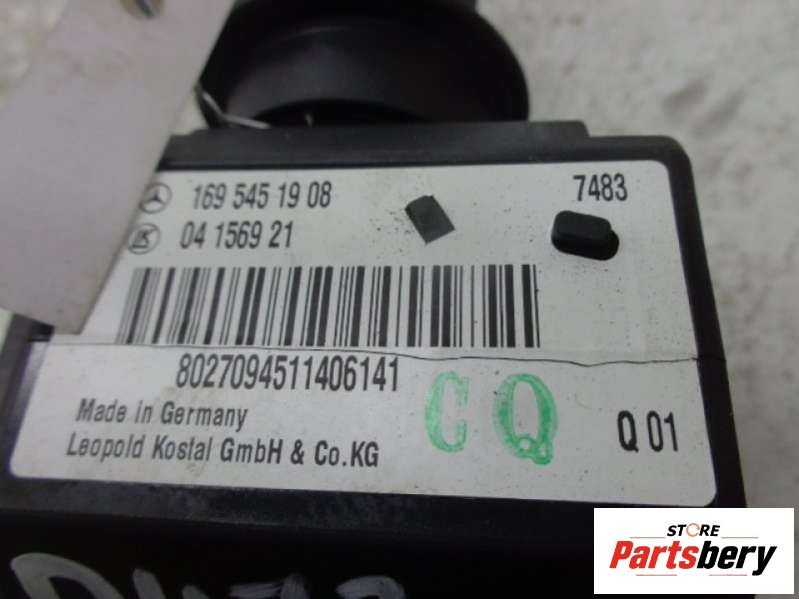 169 545 19 08
7483
04 1569 21
8027094511406141
Made in Germany
Leopold Kostal GmbH & Co.KG
CQ
Q 01
STORE
Partsbery